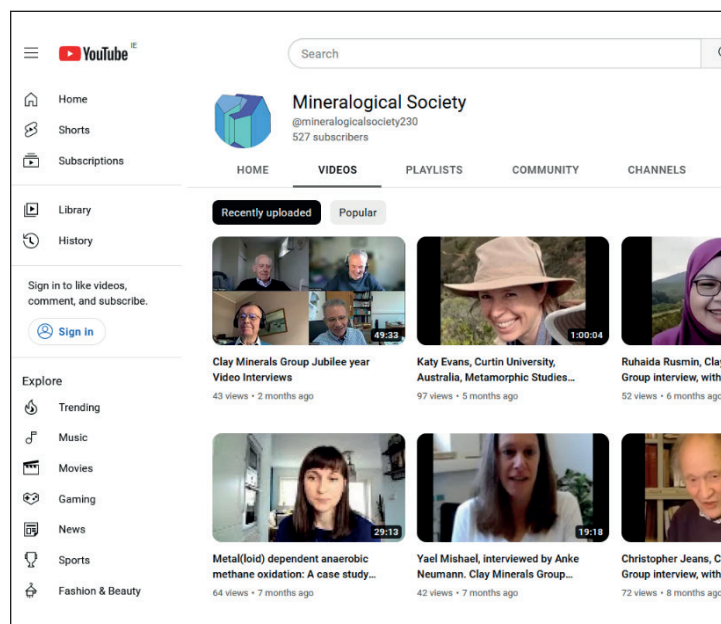 YouTube IE
Search
Home
Shorts
Subscriptions
Library
History
Sign in to like videos,
comment, and subscribe.
Sign in
Explore
Trending
Music
Movies
Gaming
News
Sports
Fashion & Beauty
Mineralogical Society
@mineralogicalsociety230
527 subscribers
HOME VIDEOS PLAYLISTS COMMUNITY CHANNELS
Recently uploaded Popular
49:33
Clay Minerals Group Jubilee year
Video Interviews
43 views • 2 months ago
1:00:04
Katy Evans, Curtin University,
Australia, Metamorphic Studies...
97 views • 5 months ago
Ruhaida Rusmin, Clay
Group interview, with
52 views • 6 months ago
29:13
Metal(loid) dependent anaerobic
methane oxidation: A case study...
64 views • 7 months ago
19:18
Yael Mishael, interviewed by Anke
Neumann. Clay Minerals Group...
42 views • 7 months ago
Christopher Jeans, C
Group interview, with
72 views • 8 months ago